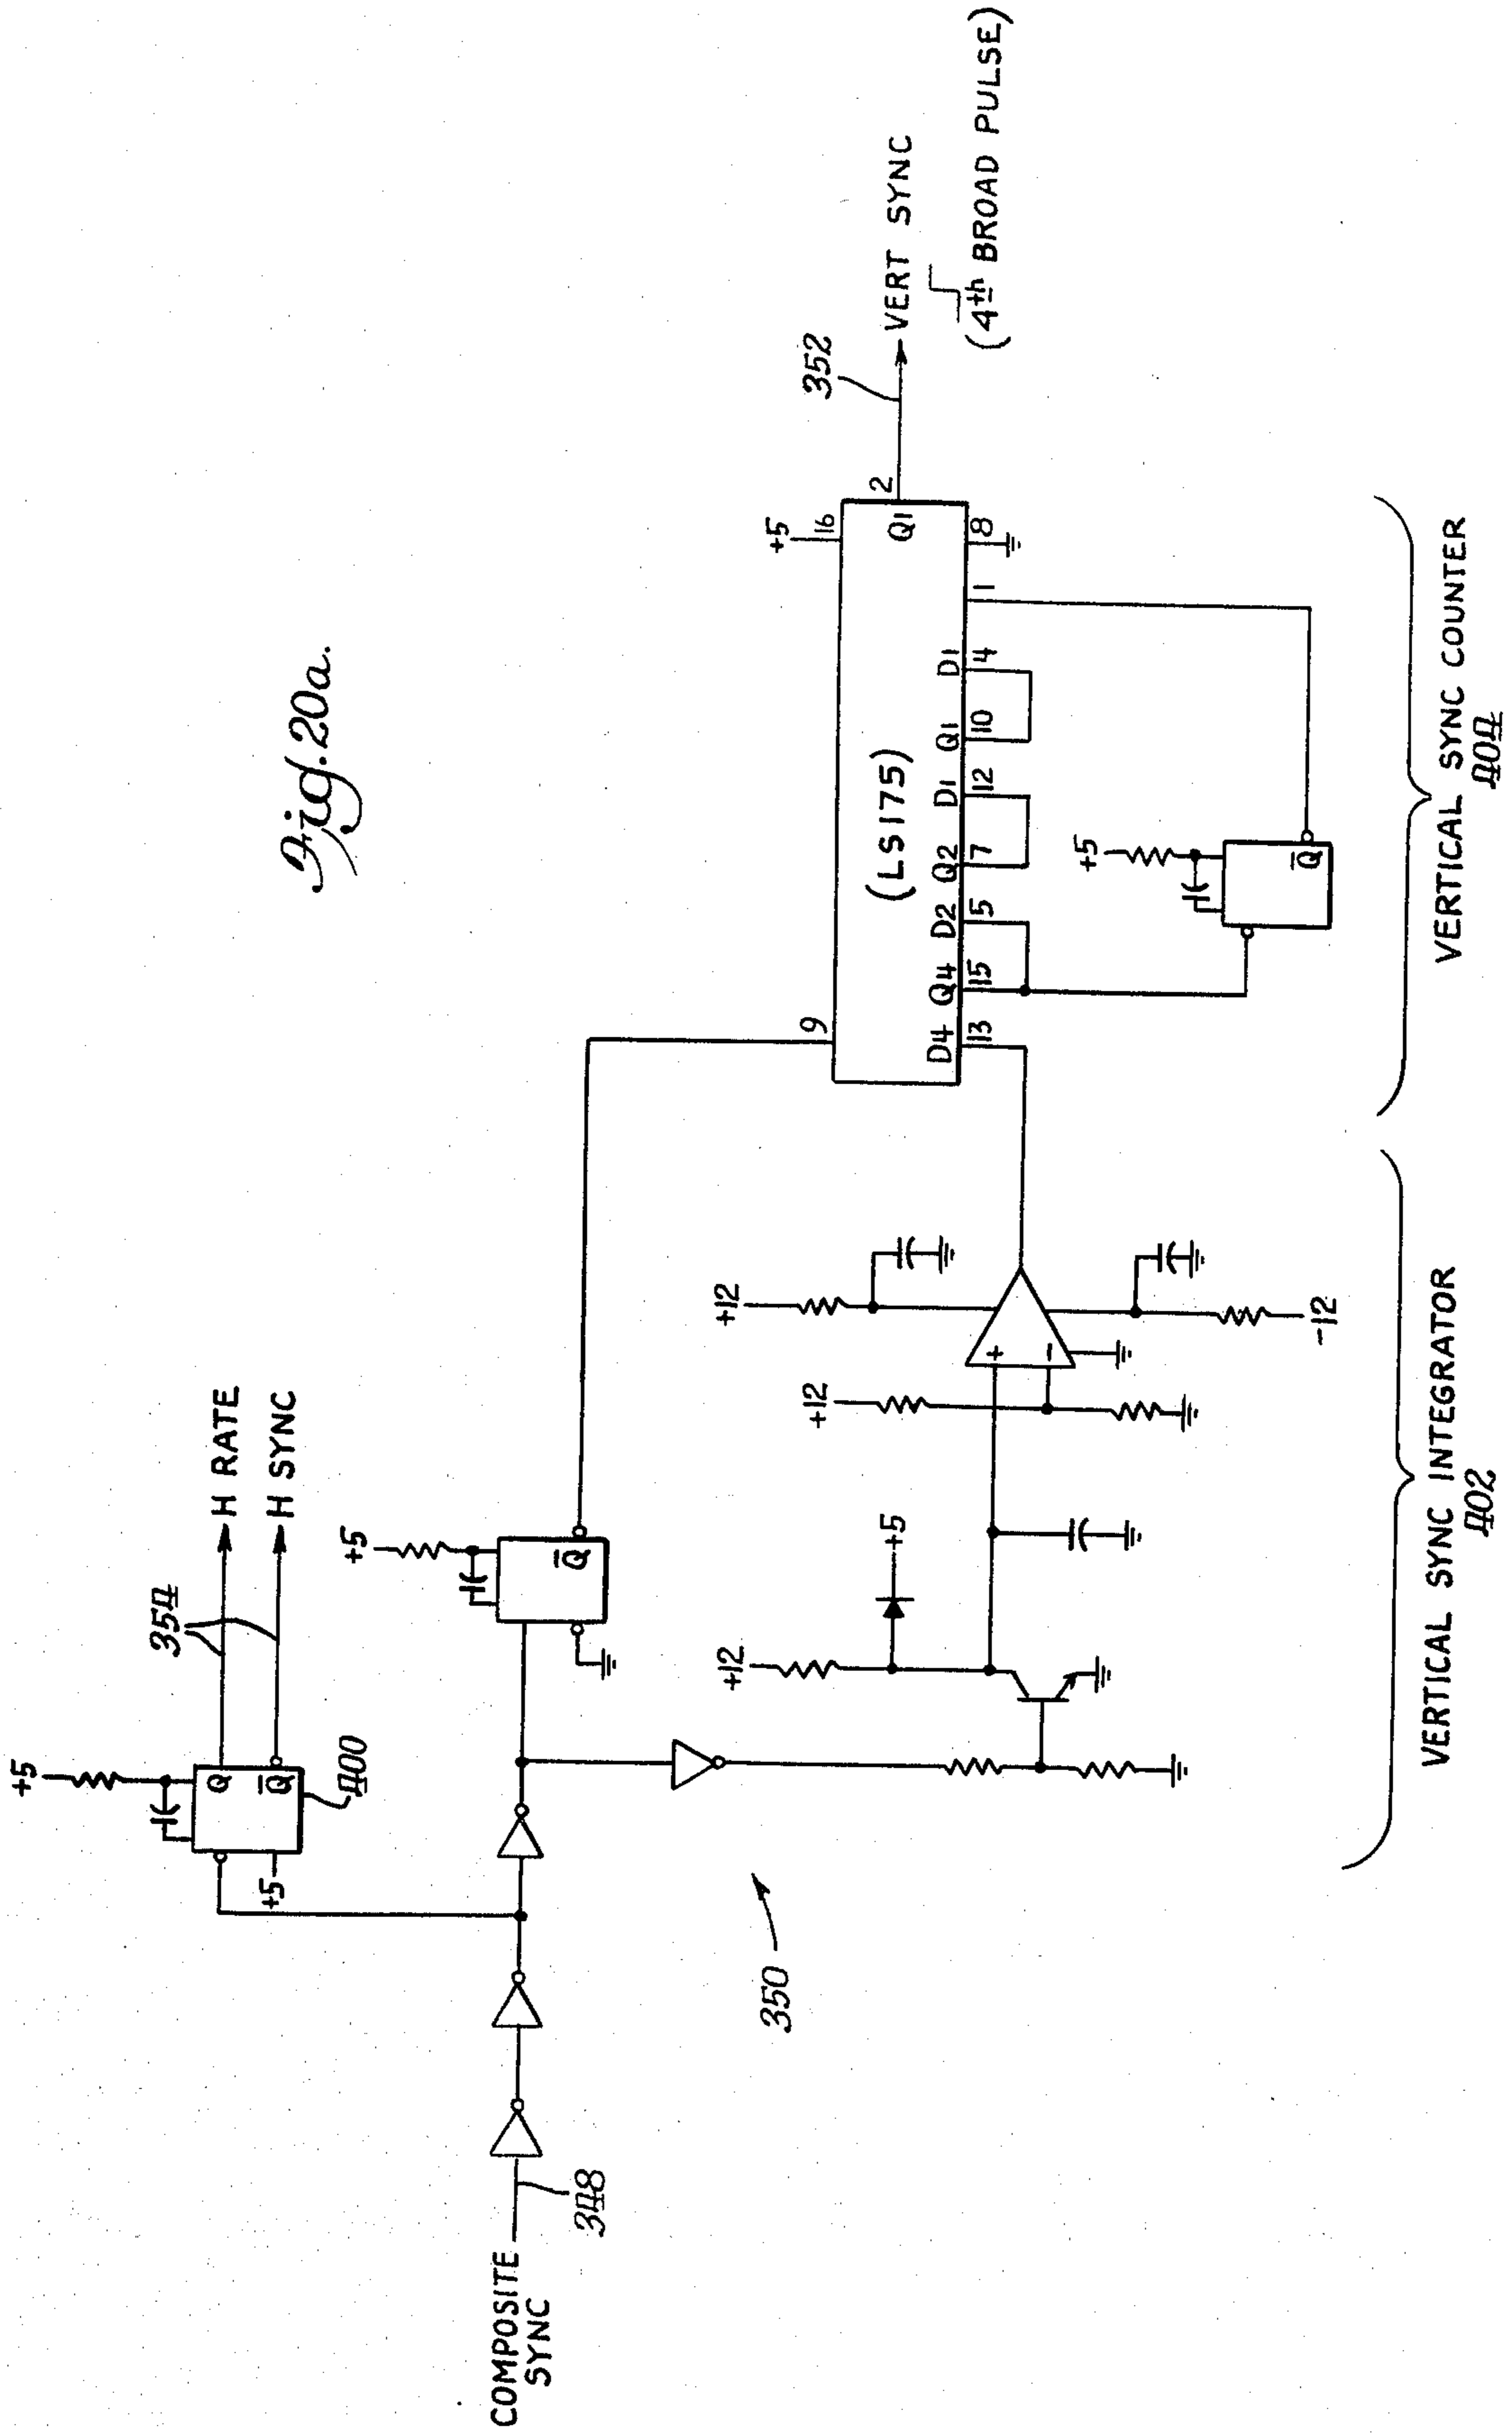 Fig. 20a.
+5
Q
Q̅
+5
400
354
H RATE
H SYNC
COMPOSITE
SYNC
348
+5
Q̅
350
+12
+5
+12
+
−
+12
-12
9
+5
16
(LS175)
Q1
2
352
VERT SYNC
(4th BROAD PULSE)
D4
Q4
D2
Q2
D1
Q1
D1
13
15
5
7
12
10
4
1
8
+5
Q̅
VERTICAL SYNC INTEGRATOR
402
VERTICAL SYNC COUNTER
404